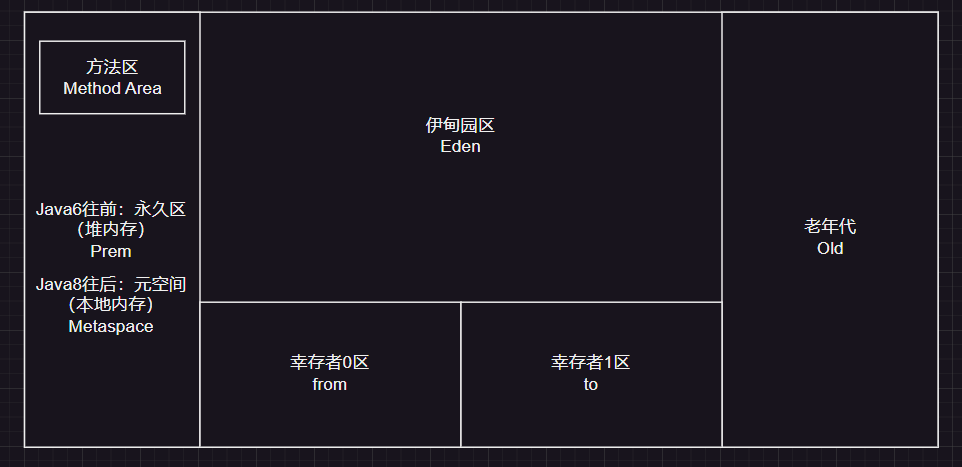 方法区
Method Area
Java6往前：永久区
（堆内存）
Prem
Java8往后：元空间
（本地内存）
Metaspace
伊甸园区
Eden
幸存者0区
from
幸存者1区
to
老年代
Old